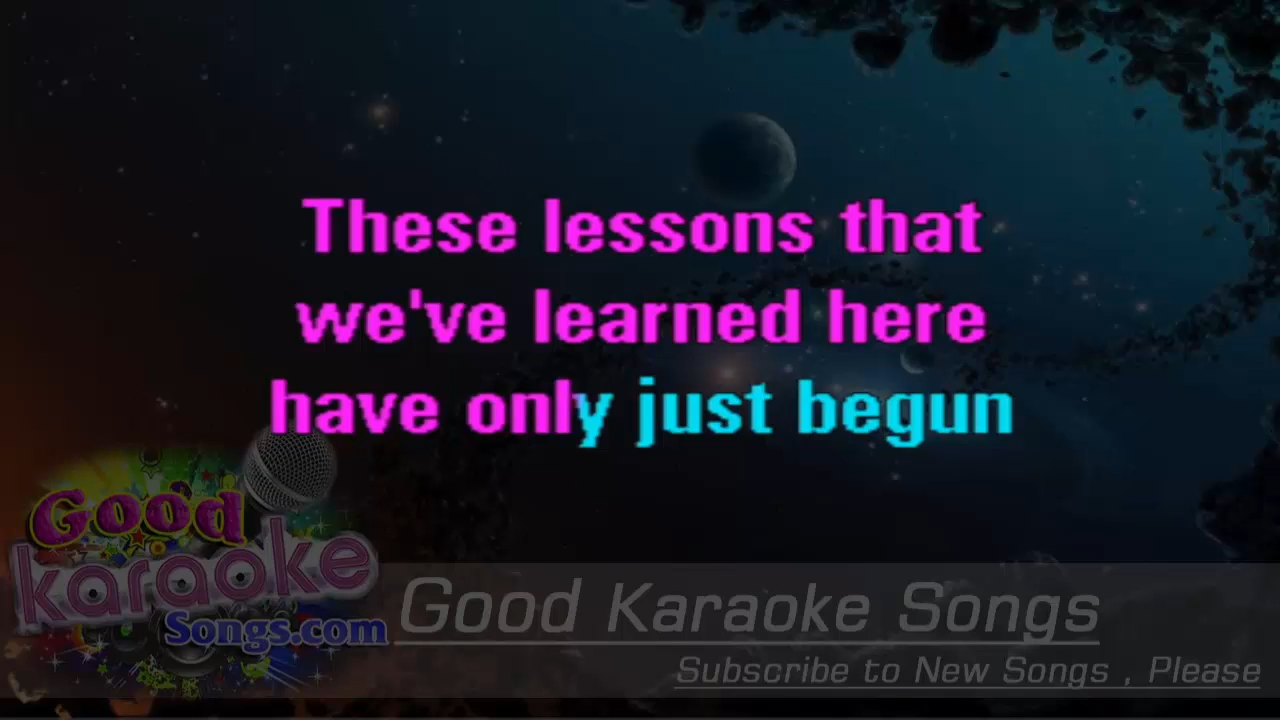 These lessons that
we've learned here
have only just begun
Good
karaoke
Songs.com
Good Karaoke Songs
Subscribe to New Songs , Please